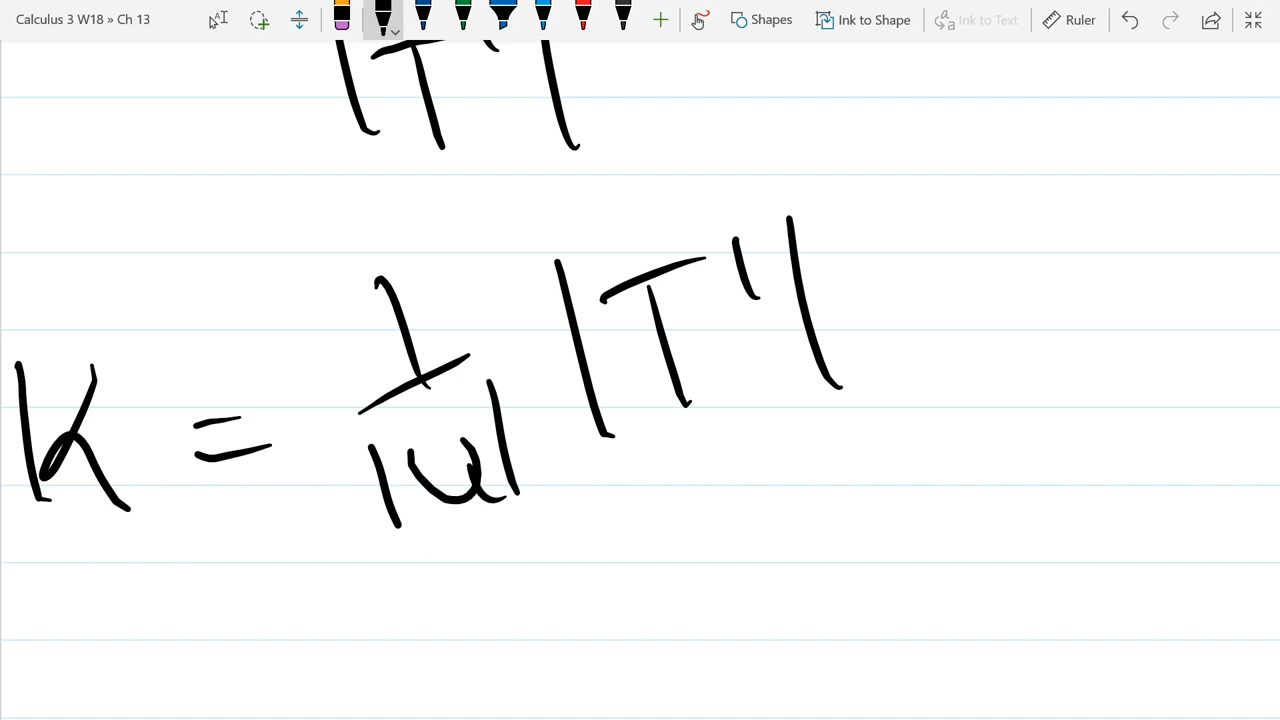 Calculus 3 W18 » Ch 13
Shapes
Ink to Shape
Ink to Text
Ruler
|T'|
K = 1/|u| |T'|